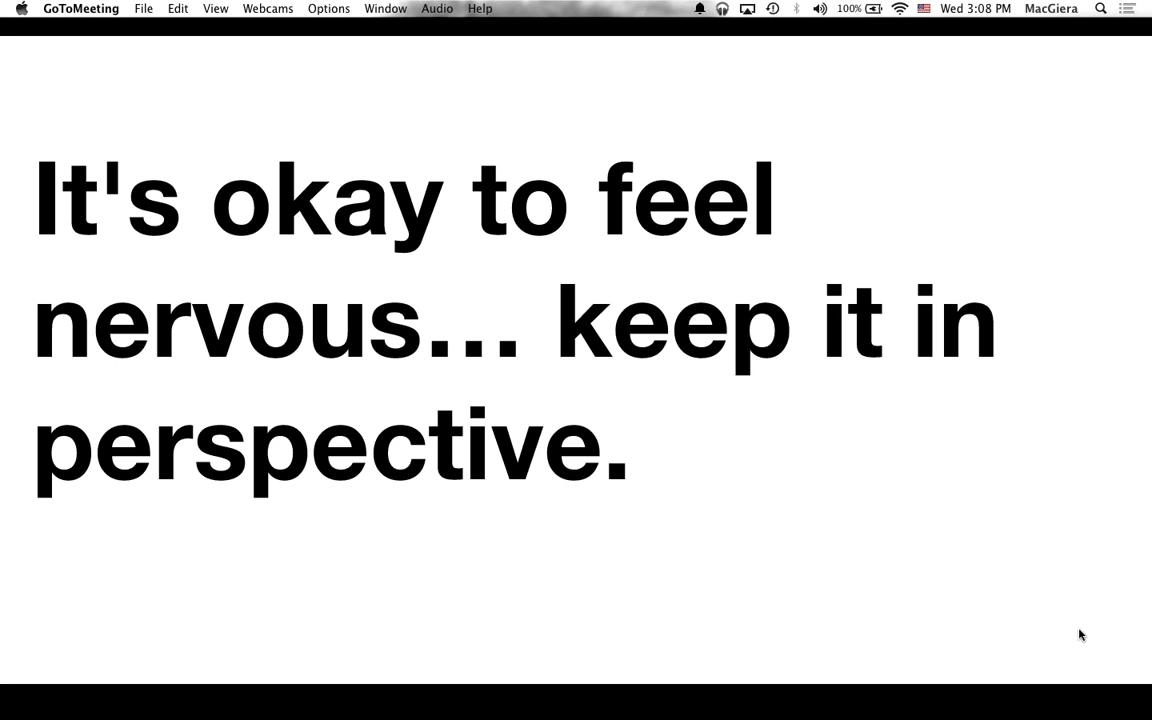 GoToMeeting File Edit View Webcams Options Window Audio Help 100% Wed 3:08 PM MacGiera
It's okay to feel
nervous... keep it in
perspective.